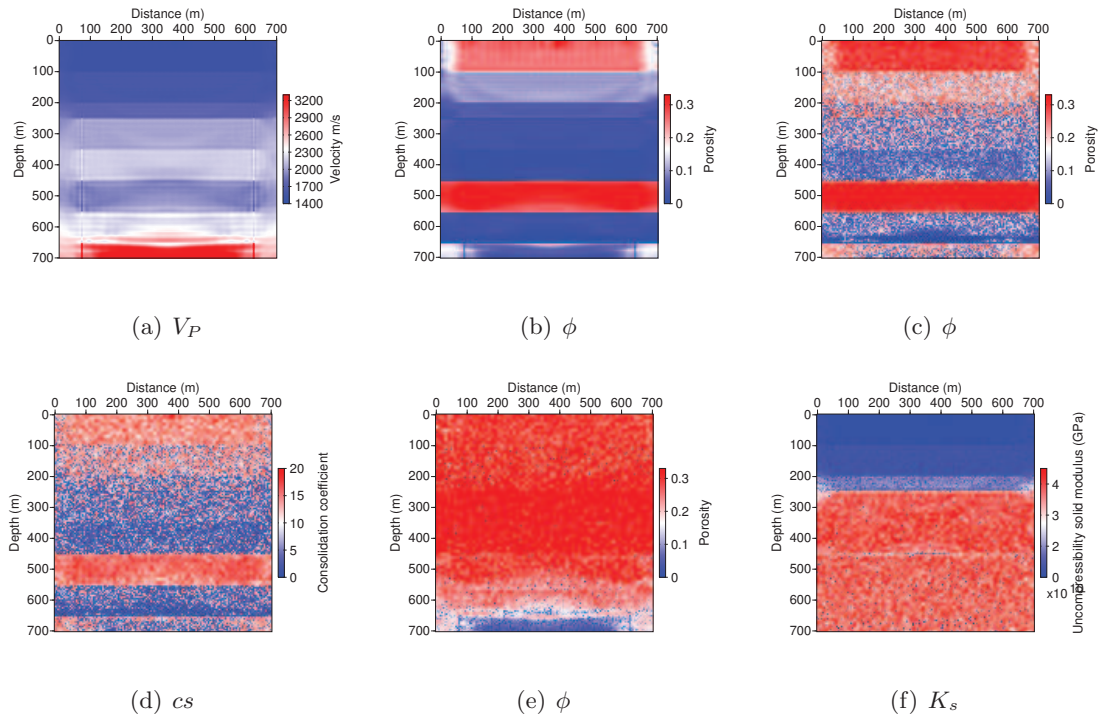 Distance (m)
0 100 200 300 400 500 600 700
0
100
200
300
400
500
600
700
Depth (m)
3200
2900
2600
2300
2000
1700
1400
Velocity m/s
(a) V_P
Distance (m)
0 100 200 300 400 500 600 700
0
100
200
300
400
500
600
700
Depth (m)
0.3
0.2
0.1
0
Porosity
(b) ϕ
Distance (m)
0 100 200 300 400 500 600 700
0
100
200
300
400
500
600
700
Depth (m)
0.3
0.2
0.1
0
Porosity
(c) ϕ
Distance (m)
0 100 200 300 400 500 600 700
0
100
200
300
400
500
600
700
Depth (m)
20
15
10
5
0
Consolidation coefficient
(d) cs
Distance (m)
0 100 200 300 400 500 600 700
0
100
200
300
400
500
600
700
Depth (m)
0.3
0.2
0.1
0
Porosity
(e) ϕ
Distance (m)
0 100 200 300 400 500 600 700
0
100
200
300
400
500
600
700
Depth (m)
4
3
2
1
0
x10
Uncompressibility solid modulus (GPa)
(f) K_s